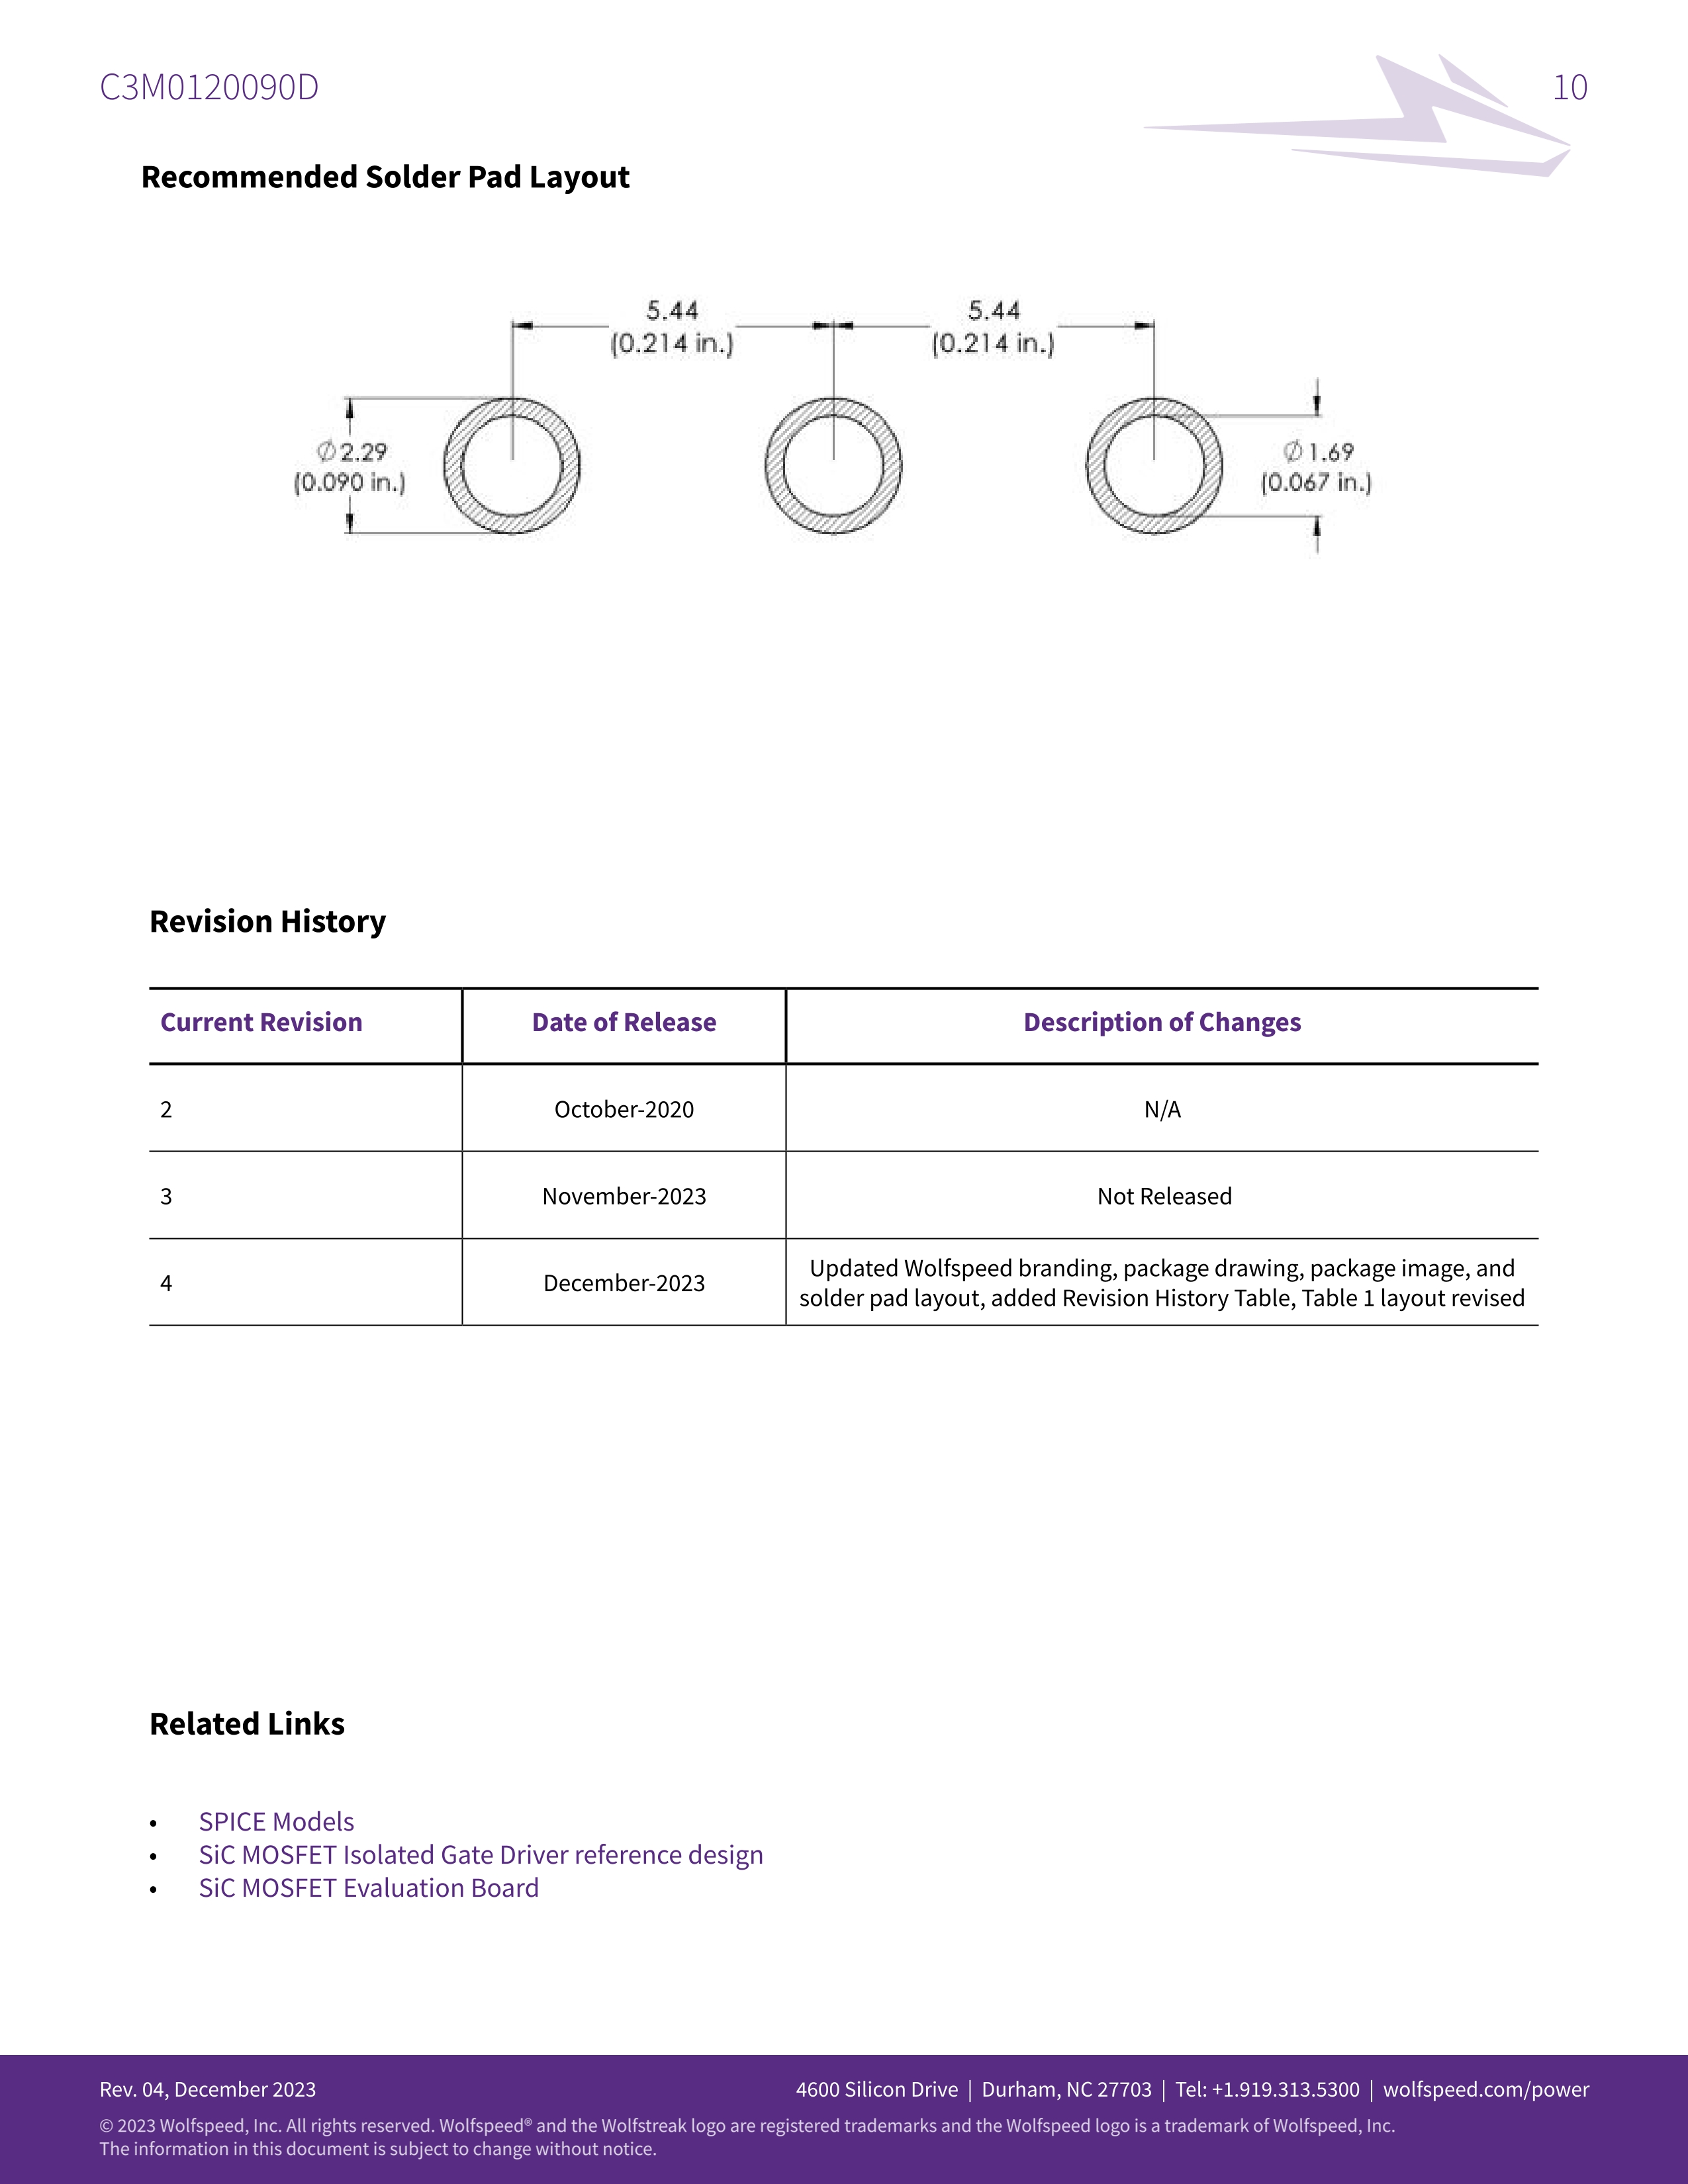 C3M0120090D
10
Recommended Solder Pad Layout
5.44
(0.214 in.)
5.44
(0.214 in.)
∅2.29
(0.090 in.)
∅1.69
(0.067 in.)
Revision History
Current Revision Date of Release Description of Changes
2 October-2020 N/A
3 November-2023 Not Released
4 December-2023 Updated Wolfspeed branding, package drawing, package image, and
solder pad layout, added Revision History Table, Table 1 layout revised
Related Links
• SPICE Models
• SiC MOSFET Isolated Gate Driver reference design
• SiC MOSFET Evaluation Board
Rev. 04, December 2023 4600 Silicon Drive | Durham, NC 27703 | Tel: +1.919.313.5300 | wolfspeed.com/power
© 2023 Wolfspeed, Inc. All rights reserved. Wolfspeed® and the Wolfstreak logo are registered trademarks and the Wolfspeed logo is a trademark of Wolfspeed, Inc.
The information in this document is subject to change without notice.